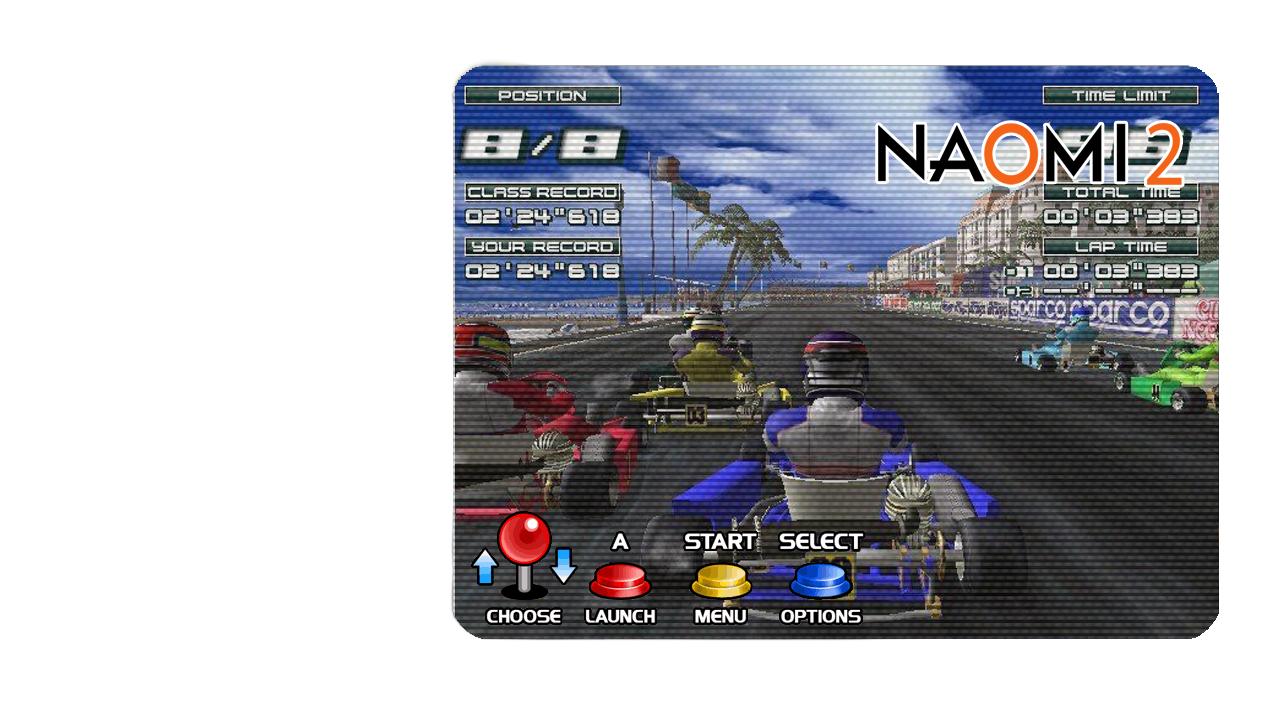 POSITION
8/8
CLASS RECORD
02'24"618
YOUR RECORD
02'24"618
TIME LIMIT
NAOMI 2
TOTAL TIME
00'03"383
LAP TIME
01 00'03"383
02 --'--"---
sparco sparco
13
A START SELECT
CHOOSE LAUNCH MENU OPTIONS